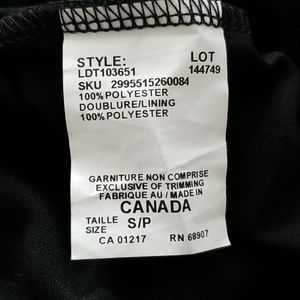 STYLE: LOT
LDT103651 144749
SKU 2995515260084
100% POLYESTER
DOUBLURE/LINING
100% POLYESTER
GARNITURE NON COMPRISE
EXCLUSIVE OF TRIMMING
FABRIQUE AU / MADE IN
CANADA
TAILLE S/P
SIZE
CA 01217 RN 68907